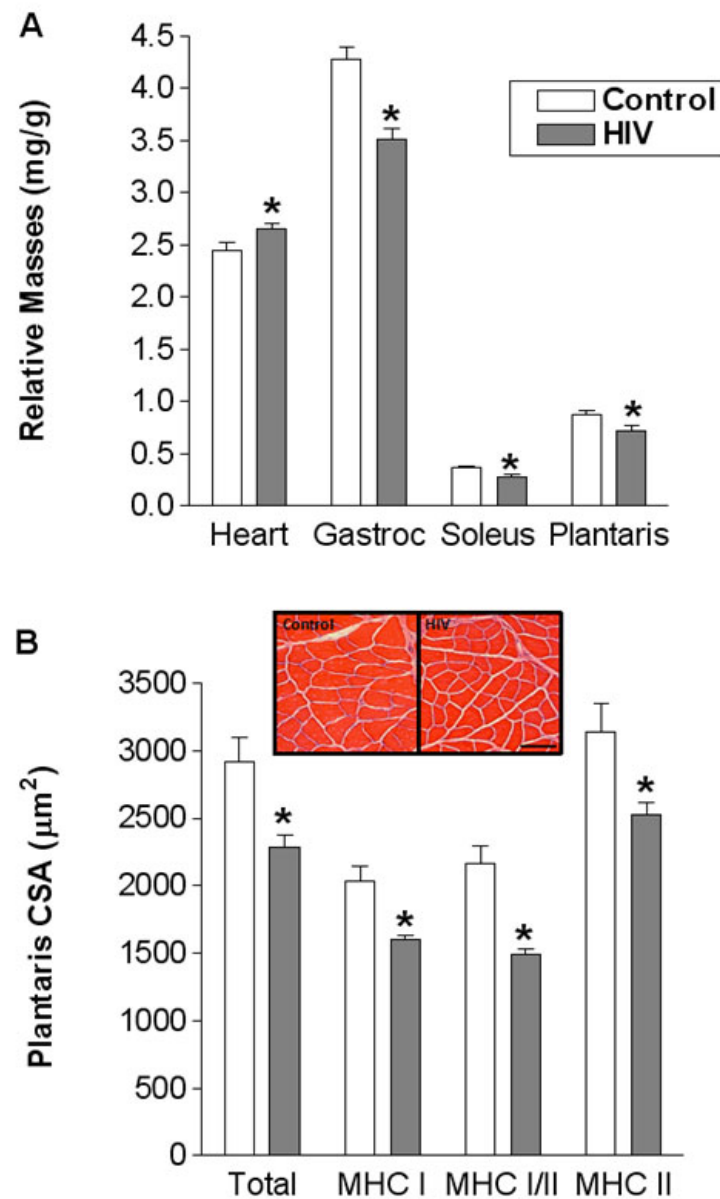 A
Relative Masses (mg/g)
4.5
4.0
3.5
3.0
2.5
2.0
1.5
1.0
0.5
0.0
Control
HIV
*
*
*
*
Heart Gastroc Soleus Plantaris
B
Control HIV
Plantaris CSA (μm²)
3500
3000
2500
2000
1500
1000
500
0
*
*
*
*
Total MHC I MHC I/II MHC II